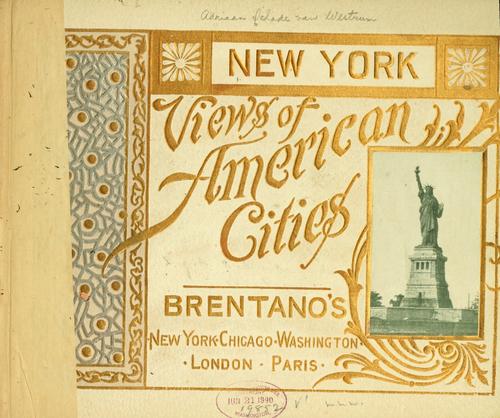 NEW YORK
Views of
American
Cities
BRENTANO'S
NEW YORK·CHICAGO·WASHINGTON
·LONDON·PARIS·